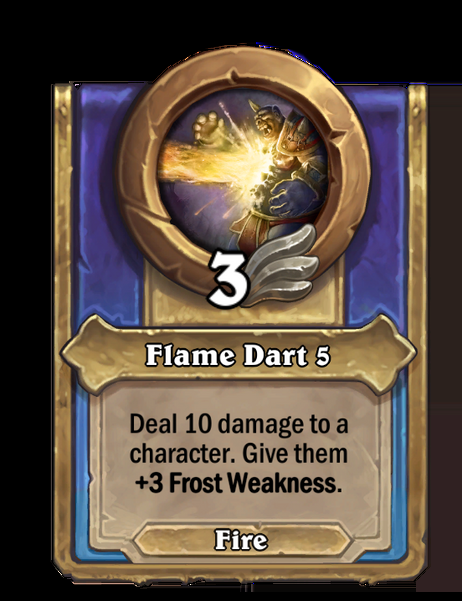 3
Flame Dart 5
Deal 10 damage to a
character. Give them
+3 Frost Weakness.
Fire